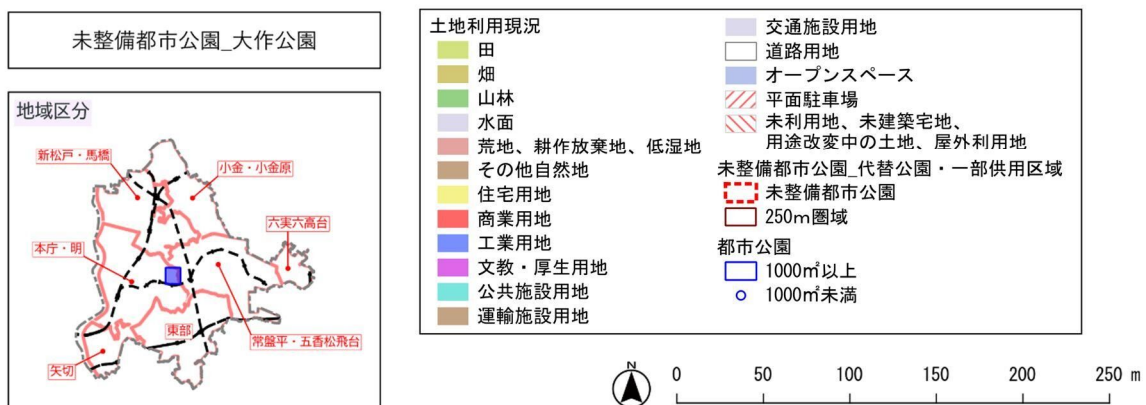 未整備都市公園_大作公園
地域区分
新松戸・馬橋
小金・小金原
六実六高台
本庁・明
東部
常盤平・五香松飛台
矢切
土地利用現況
田
畑
山林
水面
荒地、耕作放棄地、低湿地
その他自然地
住宅用地
商業用地
工業用地
文教・厚生用地
公共施設用地
運輸施設用地
交通施設用地
道路用地
オープンスペース
平面駐車場
未利用地、未建築宅地、
用途改変中の土地、屋外利用地
未整備都市公園_代替公園・一部供用区域
未整備都市公園
250m圏域
都市公園
1000㎡以上
1000㎡未満
N
0 50 100 150 200 250 m